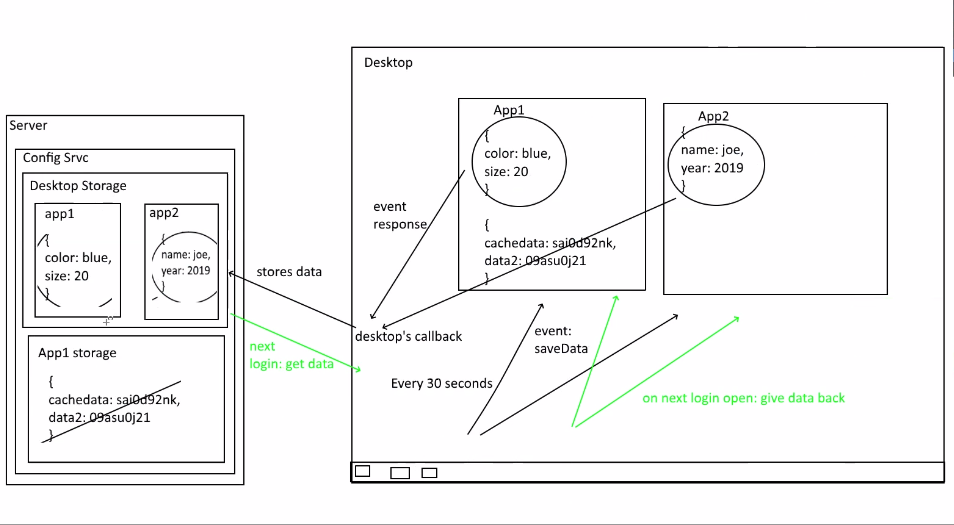 Server
Config Srvc
Desktop Storage
app1
{
color: blue,
size: 20
}
app2
{
name: joe,
year: 2019
}
App1 storage
{
cachedata: sai0d92nk,
data2: 09asu0j21
}
stores data
next
login: get data
Desktop
App1
{
color: blue,
size: 20
}
{
cachedata: sai0d92nk,
data2: 09asu0j21
}
App2
{
name: joe,
year: 2019
}
event
response
desktop's callback
event:
saveData
Every 30 seconds
on next login open: give data back